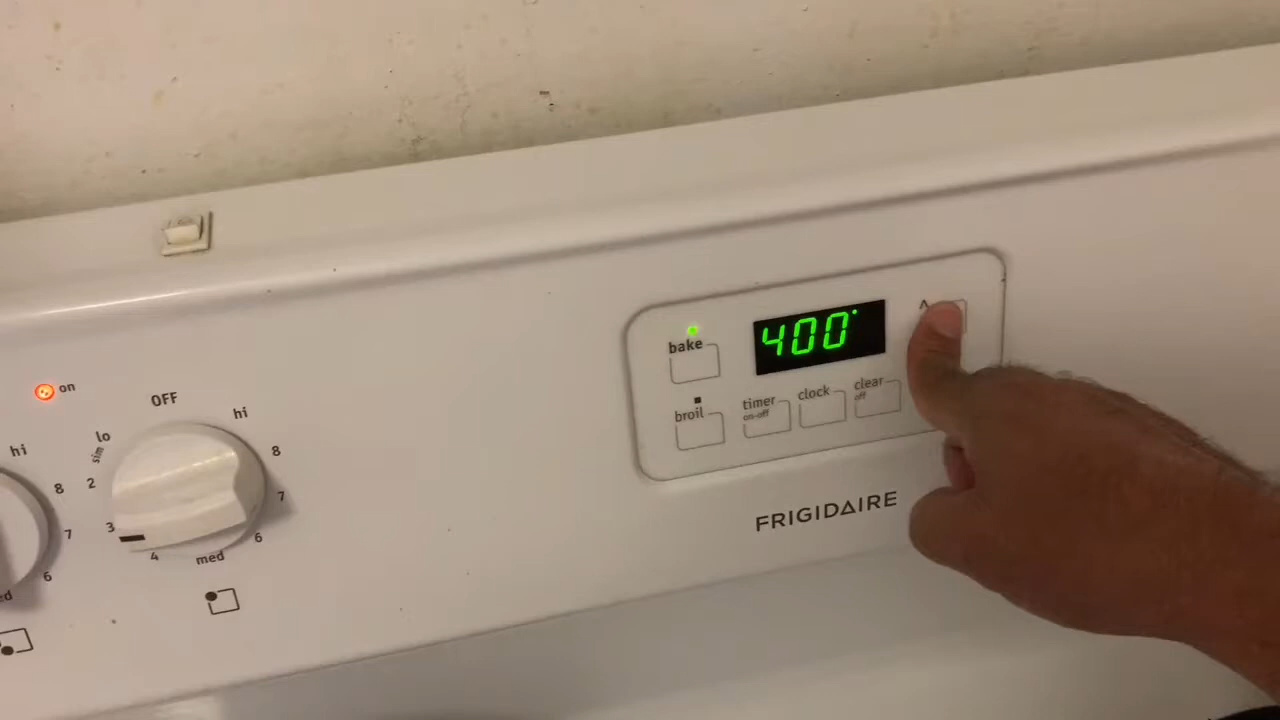 bake
400°
^
broil
timer
on-off
clock
clear
off
FRIGIDAIRE
on
OFF
hi
8
7
6
med
4
3
2
sim
lo
hi
8
7
6